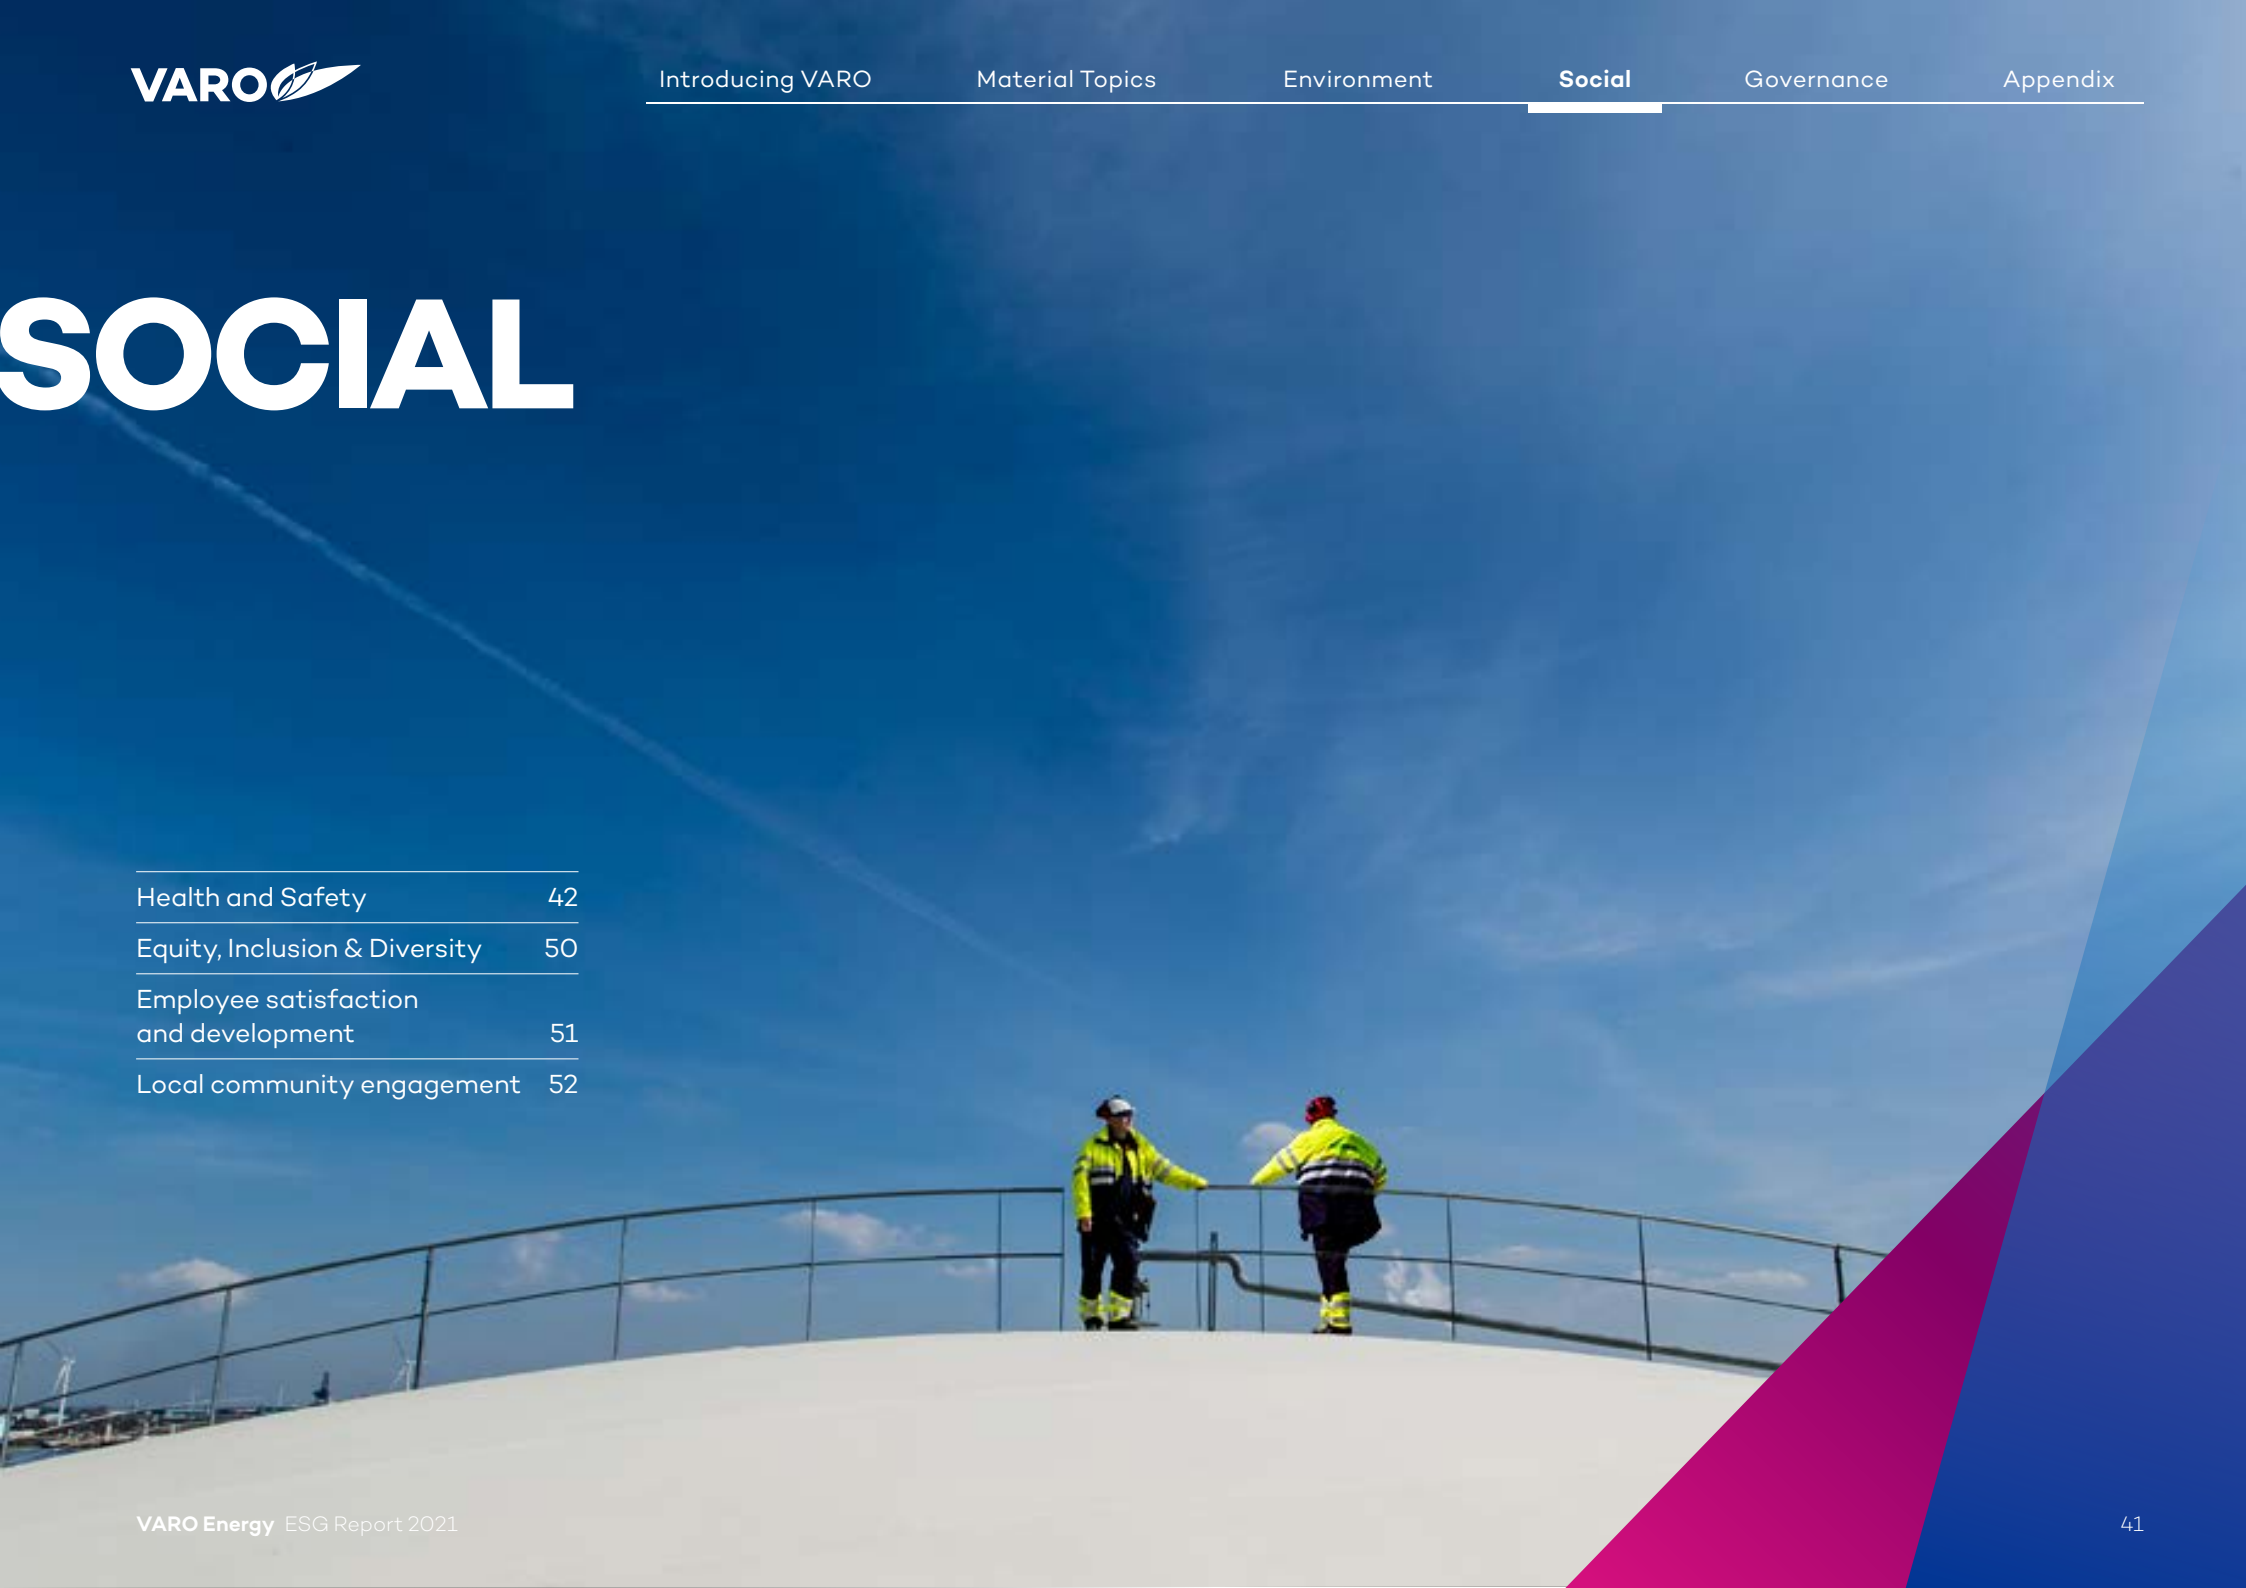 VARO
Introducing VARO
Material Topics
Environment
Social
Governance
Appendix
SOCIAL
Health and Safety 42
Equity, Inclusion & Diversity 50
Employee satisfaction
and development 51
Local community engagement 52
VARO Energy ESG Report 2021
41